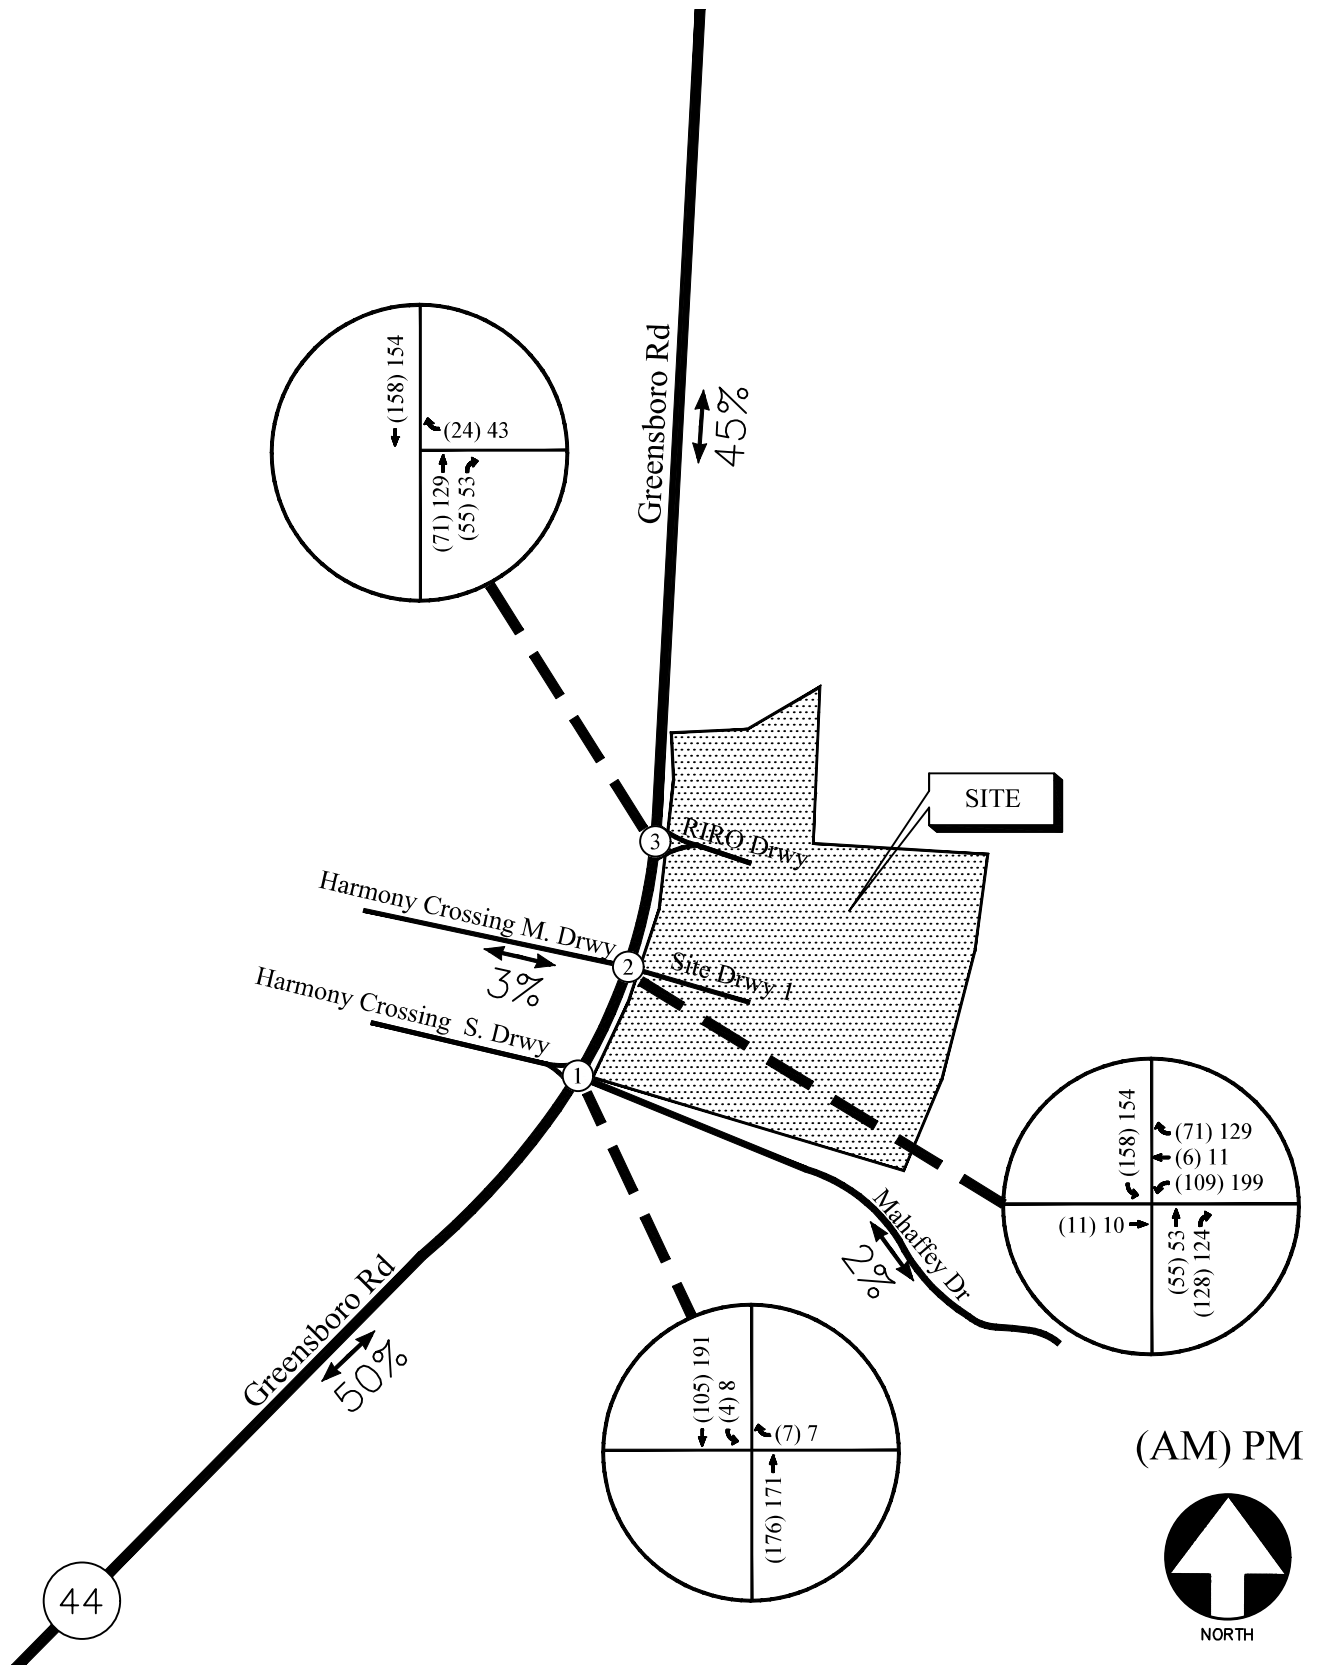 Greensboro Rd
45%
(158) 154
(24) 43
(71) 129
(55) 53
SITE
RIRO Drwy
3
Harmony Crossing M. Drwy
2
Site Drwy 1
3%
Harmony Crossing S. Drwy
1
(158) 154
(71) 129
(6) 11
(109) 199
(11) 10
(55) 53
(128) 124
Mahaffey Dr
2%
Greensboro Rd
50%
(105) 191
(4) 8
(7) 7
(176) 171
(AM) PM
44
NORTH